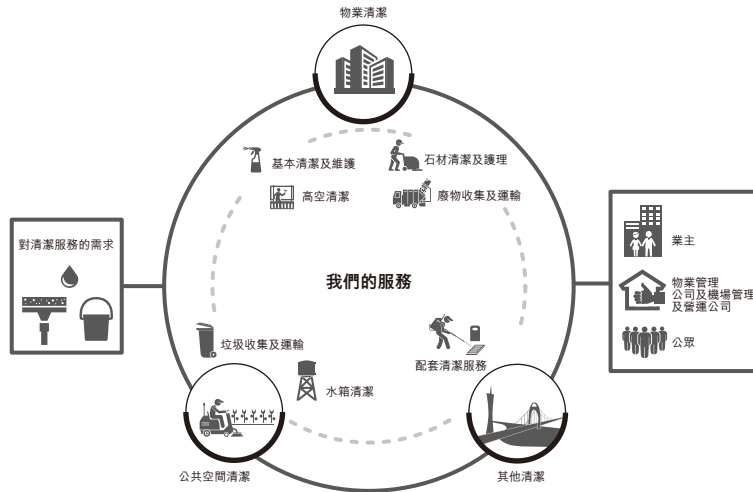 物業清潔
基本清潔及維護
石材清潔及護理
高空清潔
廢物收集及運輸
對清潔服務的需求
我們的服務
業主
物業管理
公司及機場管理
及營運公司
公眾
垃圾收集及運輸
水箱清潔
配套清潔服務
公共空間清潔
其他清潔